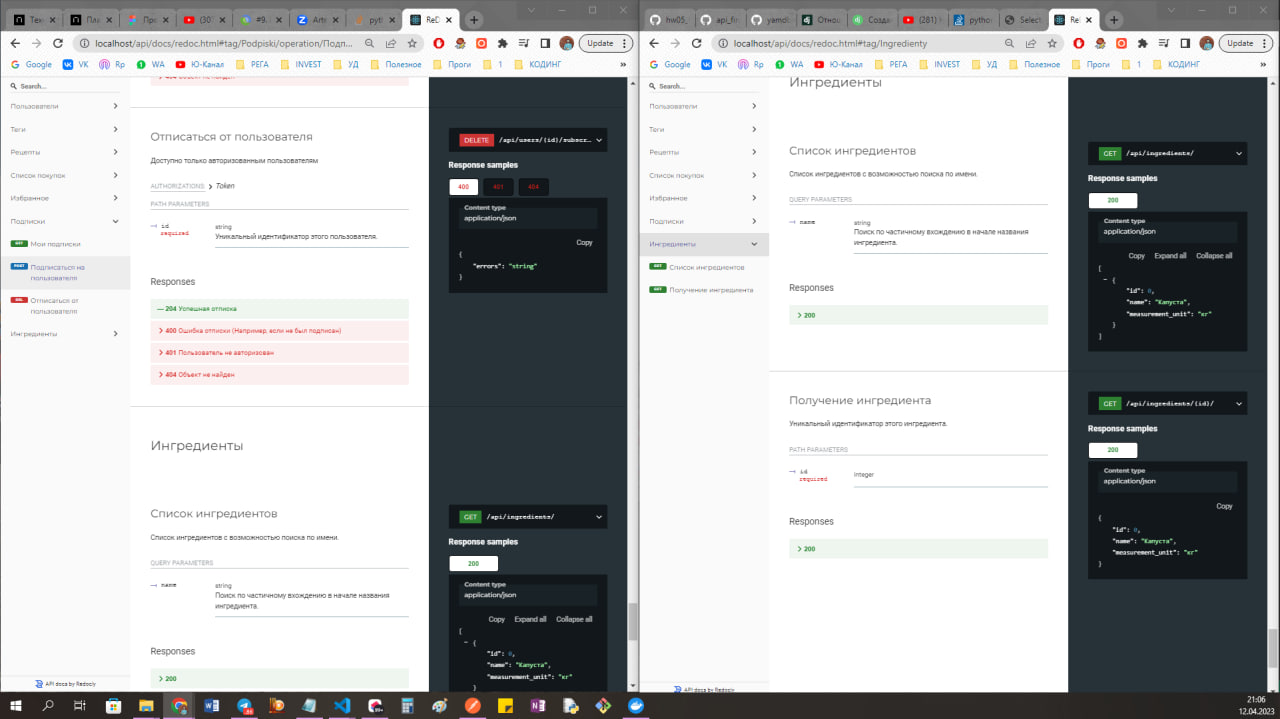 Tex
А
Про
(30
#9.
Arte
pytl
ReD
localhost/api/docs/redoc.html#tag/Podpiski/operation/Подп...
Update
Google
VK
Rp
WA
Ю-Канал
РЕГА
INVEST
УД
Полезное
Проги
1
КОДИНГ
»
Search...
Пользователи
Теги
Рецепты
Список покупок
Избранное
Подписки
GET Мои подписки
POST Подписаться на
пользователя
DEL Отписаться от
пользователя
Ингредиенты
API docs by Redocly
Отписаться от пользователя
Доступно только авторизованным пользователям
AUTHORIZATIONS: > Token
PATH PARAMETERS
id
required
string
Уникальный идентификатор этого пользователя.
Responses
— 204 Успешная отписка
> 400 Ошибка отписки (Например, если не был подписан)
> 401 Пользователь не авторизован
> 404 Объект не найден
DELETE /api/users/{id}/subscr…
Response samples
400 401 404
Content type
application/json
Copy
{
"errors": "string"
}
Ингредиенты
Список ингредиентов
Список ингредиентов с возможностью поиска по имени.
QUERY PARAMETERS
name
string
Поиск по частичному вхождению в начале названия
ингредиента.
Responses
> 200
GET /api/ingredients/
Response samples
200
Content type
application/json
Copy Expand all Collapse all
[
- {
"id": 0,
"name": "Капуста",
"measurement_unit": "кг"
}
hw05_
api_fin
yamdb
Отнош
Создан
(281)
python
Select
Re
localhost/api/docs/redoc.html#tag/Ingredienty
Update
Google
VK
Rp
WA
Ю-Канал
РЕГА
INVEST
УД
Полезное
Проги
1
КОДИНГ
»
Search...
Пользователи
Теги
Рецепты
Список покупок
Избранное
Подписки
Ингредиенты
GET Список ингредиентов
GET Получение ингредиента
API docs by Redocly
Ингредиенты
Список ингредиентов
Список ингредиентов с возможностью поиска по имени.
QUERY PARAMETERS
name
string
Поиск по частичному вхождению в начале названия
ингредиента.
Responses
> 200
GET /api/ingredients/
Response samples
200
Content type
application/json
Copy Expand all Collapse all
[
- {
"id": 0,
"name": "Капуста",
"measurement_unit": "кг"
}
]
Получение ингредиента
Уникальный идентификатор этого ингредиента.
PATH PARAMETERS
id
required
integer
Responses
> 200
GET /api/ingredients/{id}/
Response samples
200
Content type
application/json
Copy
{
"id": 0,
"name": "Капуста",
"measurement_unit": "кг"
}
21:06
12.04.2023